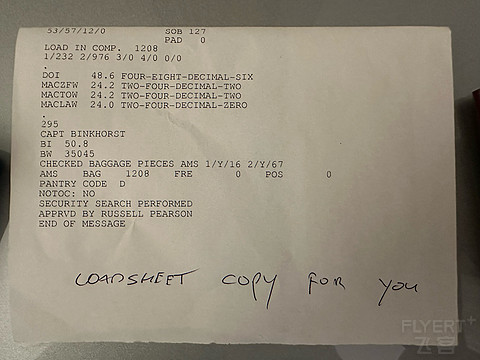 53/57/12/0 SOB 127
PAD 0
LOAD IN COMP. 1208
1/232 2/976 3/0 4/0 0/0
.
DOI 48.6 FOUR-EIGHT-DECIMAL-SIX
MACZFW 24.2 TWO-FOUR-DECIMAL-TWO
MACTOW 24.2 TWO-FOUR-DECIMAL-TWO
MACLAW 24.0 TWO-FOUR-DECIMAL-ZERO
.
295
CAPT BINKHORST
BI 50.8
BW 35045
CHECKED BAGGAGE PIECES AMS 1/Y/16 2/Y/67
AMS BAG 1208 FRE 0 POS 0
PANTRY CODE D
NOTOC: NO
SECURITY SEARCH PERFORMED
APPRVD BY RUSSELL PEARSON
END OF MESSAGE
LOADSHEET COPY FOR YOU
FLYERT+
飞客